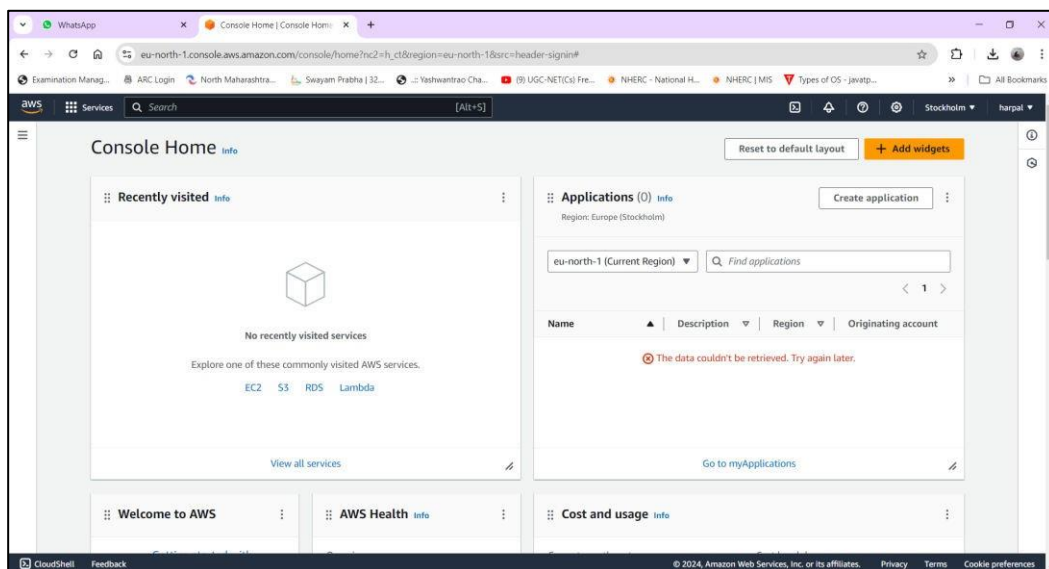 WhatsApp
Console Home | Console Home
eu-north-1.console.aws.amazon.com/console/home?nc2=h_ct&region=eu-north-1&src=header-signin#
Examination Manag... ARC Login North Maharashtra... Swayam Prabha | 32... ..:: Yashwantrao Cha... (9) UGC-NET(Cs) Fre... NHERC - National H... NHERC | MIS Types of OS - javatp... » All Bookmarks
aws Services Search [Alt+S] Stockholm ▼ harpal ▼
Console Home Info Reset to default layout + Add widgets
Recently visited Info
No recently visited services
Explore one of these commonly visited AWS services.
EC2 S3 RDS Lambda
View all services
Applications (0) Info Create application
Region: Europe (Stockholm)
eu-north-1 (Current Region) ▼ Find applications
< 1 >
Name ▲ Description ▽ Region ▽ Originating account
The data couldn't be retrieved. Try again later.
Go to myApplications
Welcome to AWS
AWS Health Info
Cost and usage Info
CloudShell Feedback © 2024, Amazon Web Services, Inc. or its affiliates. Privacy Terms Cookie preferences